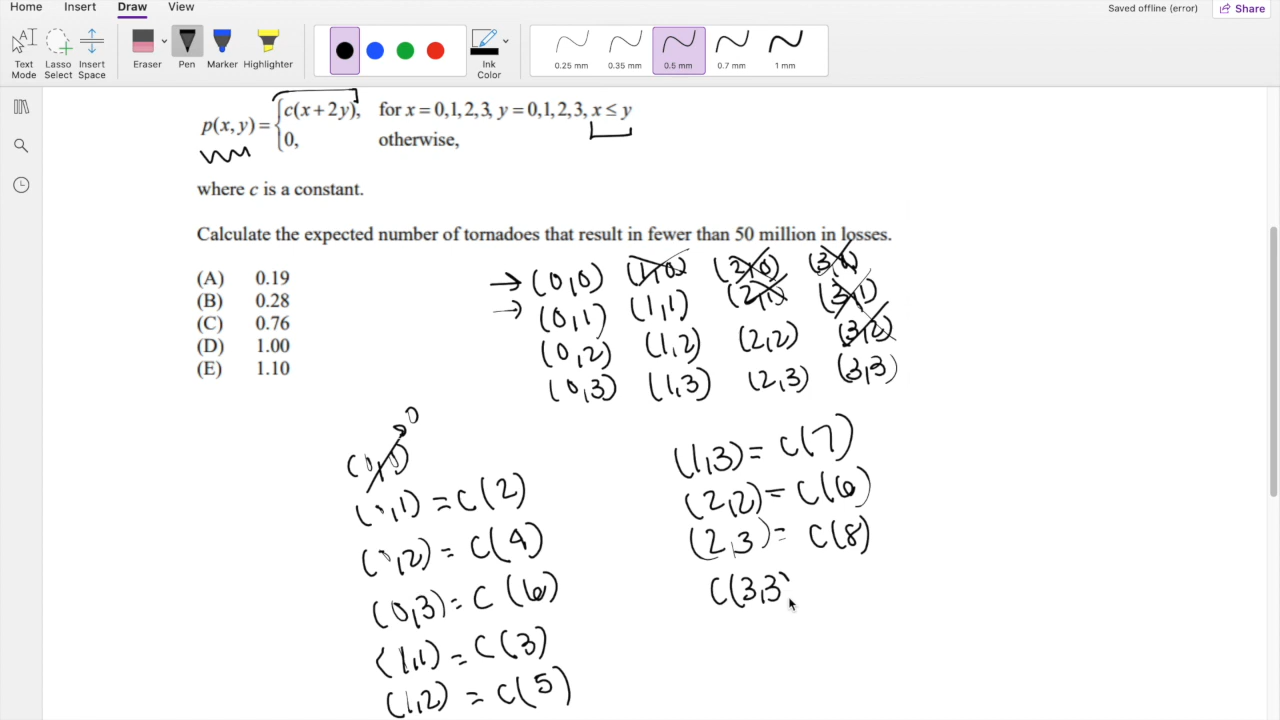 Home Insert Draw View
Saved offline (error) Share
Text Mode Lasso Select Insert Space Eraser Pen Marker Highlighter Ink Color 0.25 mm 0.35 mm 0.5 mm 0.7 mm 1 mm
p(x, y) = { c(x + 2y), for x = 0,1,2,3, y = 0,1,2,3, x ≤ y
0, otherwise,
where c is a constant.
Calculate the expected number of tornadoes that result in fewer than 50 million in losses.
(A) 0.19
(B) 0.28
(C) 0.76
(D) 1.00
(E) 1.10
→ (0,0) (1,0) (2,0) (3,0)
→ (0,1) (1,1) (2,1) (3,1)
(0,2) (1,2) (2,2) (3,2)
(0,3) (1,3) (2,3) (3,3)
(0,0) 0
(0,1) = C(2)
(0,2) = C(4)
(0,3) = C(6)
(1,1) = C(3)
(1,2) = C(5)
(1,3) = C(7)
(2,2) = C(6)
(2,3) = C(8)
C(3,3)